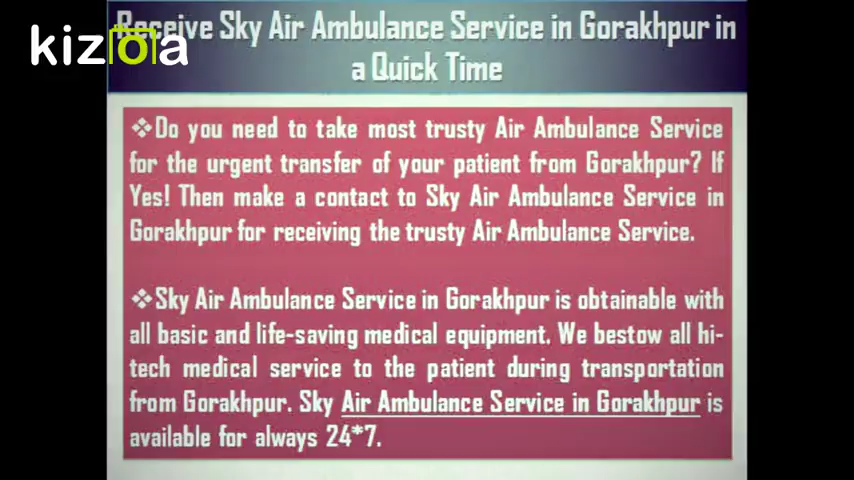 Receive Sky Air Ambulance Service in Gorakhpur in
a Quick Time
kizoa
❖Do you need to take most trusty Air Ambulance Service
for the urgent transfer of your patient from Gorakhpur? If
Yes! Then make a contact to Sky Air Ambulance Service in
Gorakhpur for receiving the trusty Air Ambulance Service.
❖Sky Air Ambulance Service in Gorakhpur is obtainable with
all basic and life-saving medical equipment. We bestow all hi-
tech medical service to the patient during transportation
from Gorakhpur. Sky Air Ambulance Service in Gorakhpur is
available for always 24*7.